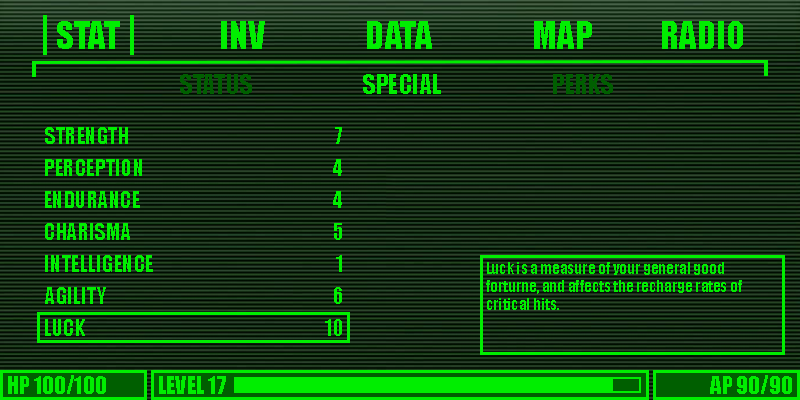 STAT INV DATA MAP RADIO
STATUS SPECIAL PERKS
STRENGTH 7
PERCEPTION 4
ENDURANCE 4
CHARISMA 5
INTELLIGENCE 1
AGILITY 6
LUCK 10
Luck is a measure of your general good
forturne, and affects the recharge rates of
critical hits.
HP 100/100 LEVEL 17 AP 90/90